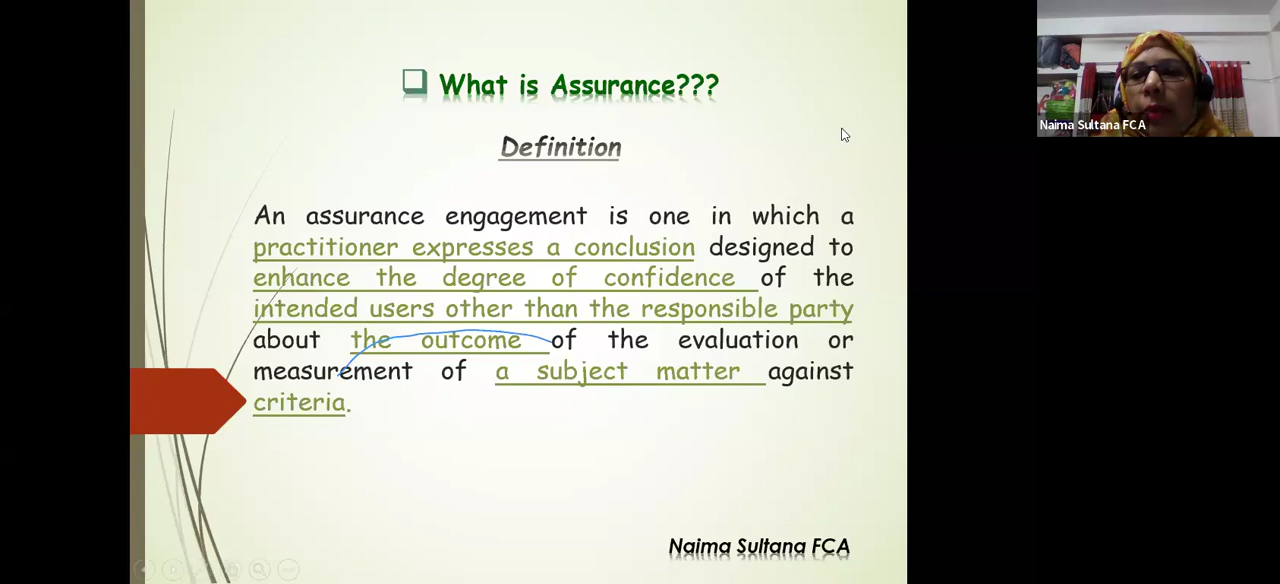 What is Assurance???
Definition
An assurance engagement is one in which a
practitioner expresses a conclusion designed to
enhance the degree of confidence of the
intended users other than the responsible party
about the outcome of the evaluation or
measurement of a subject matter against
criteria.
Naima Sultana FCA
Naima Sultana FCA